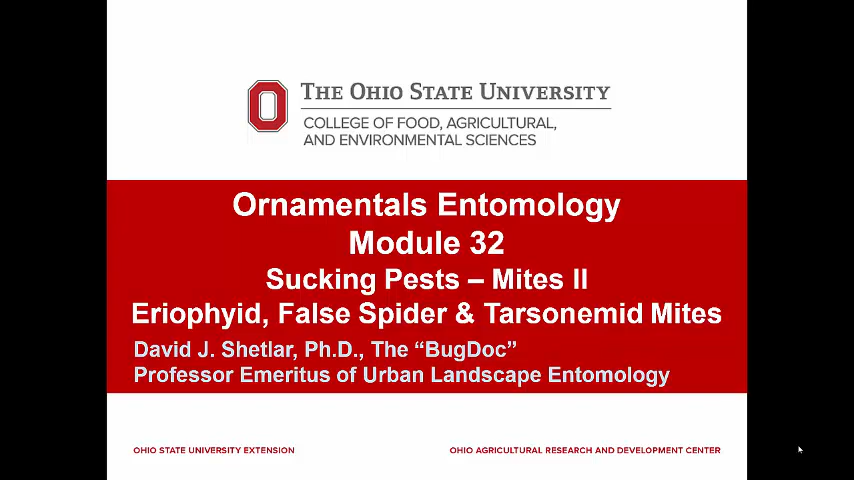 THE OHIO STATE UNIVERSITY
COLLEGE OF FOOD, AGRICULTURAL,
AND ENVIRONMENTAL SCIENCES
Ornamentals Entomology
Module 32
Sucking Pests – Mites II
Eriophyid, False Spider & Tarsonemid Mites
David J. Shetlar, Ph.D., The “BugDoc”
Professor Emeritus of Urban Landscape Entomology
OHIO STATE UNIVERSITY EXTENSION
OHIO AGRICULTURAL RESEARCH AND DEVELOPMENT CENTER